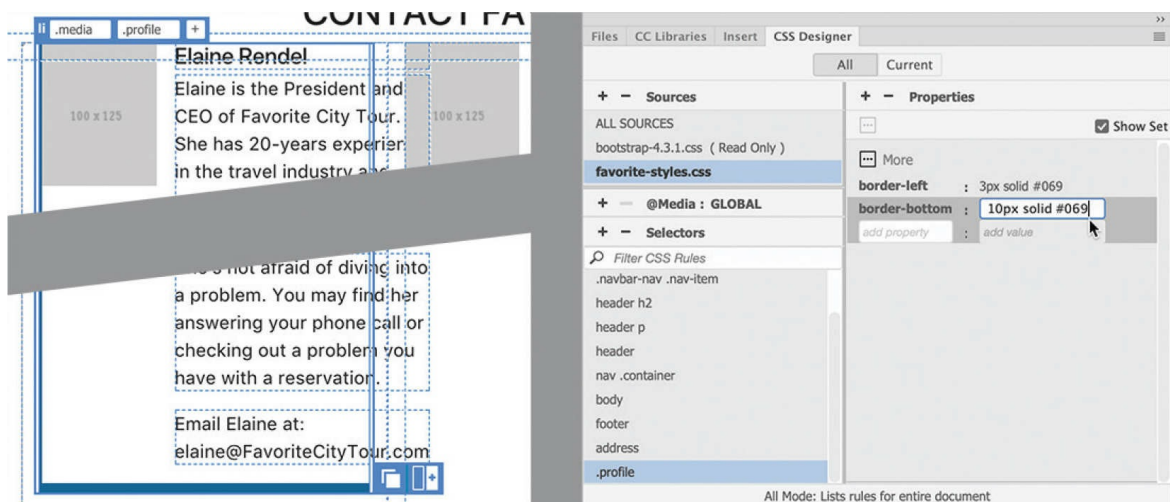 CONTACT FA
li .media .profile +
Elaine Rendel
Elaine is the President and
100 x 125
CEO of Favorite City Tour.
100 x 125
She has 20-years experien
in the travel industry and
not afraid of diving into
a problem. You may find her
answering your phone call or
checking out a problem you
have with a reservation.
Email Elaine at:
elaine@FavoriteCityTour.com
Files CC Libraries Insert CSS Designer
All Current
+ − Sources
ALL SOURCES
bootstrap-4.3.1.css ( Read Only )
favorite-styles.css
+ − @Media : GLOBAL
+ − Selectors
Filter CSS Rules
.navbar-nav .nav-item
header h2
header p
header
nav .container
body
footer
address
.profile
+ − Properties
Show Set
More
border-left : 3px solid #069
border-bottom : 10px solid #069
add property : add value
All Mode: Lists rules for entire document